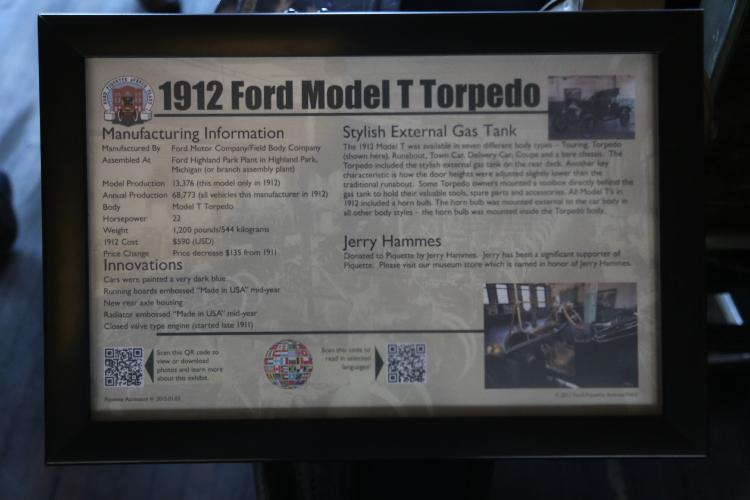 1912 Ford Model T Torpedo
Manufacturing Information
Manufactured By Ford Motor Company/Field Body Company
Assembled At Ford Highland Park Plant in Highland Park,
Michigan (or branch assembly plant)
Model Production 13,376 (this model only in 1912)
Annual Production 68,773 (all vehicles this manufacturer in 1912)
Body Model T Torpedo
Horsepower 22
Weight 1,200 pounds/544 kilograms
1912 Cost $590 (USD)
Price Change Price decrease $135 from 1911
Innovations
Cars were painted a very dark blue
Running boards embossed "Made in USA" mid-year
New rear axle housing
Radiator embossed "Made in USA" mid-year
Closed valve type engine (started late 1911)
Stylish External Gas Tank
The 1912 Model T was available in seven different body types – Touring, Torpedo
(shown here), Runabout, Town Car, Delivery Car, Coupe and a bare chassis. The
Torpedo included the stylish external gas tank on the rear deck. Another key
characteristic is how the door heights were adjusted slightly lower than the
traditional runabout. Some Torpedo owners mounted a toolbox directly behind the
gas tank to hold their valuable tools, spare parts and accessories. All Model T's in
1912 included a horn bulb. The horn bulb was mounted external to the car body in
all other body styles – the horn bulb was mounted inside the Torpedo body.
Jerry Hammes
Donated to Piquette by Jerry Hammes. Jerry has been a significant supporter of
Piquette. Please visit our museum store which is named in honor of Jerry Hammes.
Scan this QR code to
view or download
photos and learn more
about this exhibit.
Scan this code to
read in selected
languages!